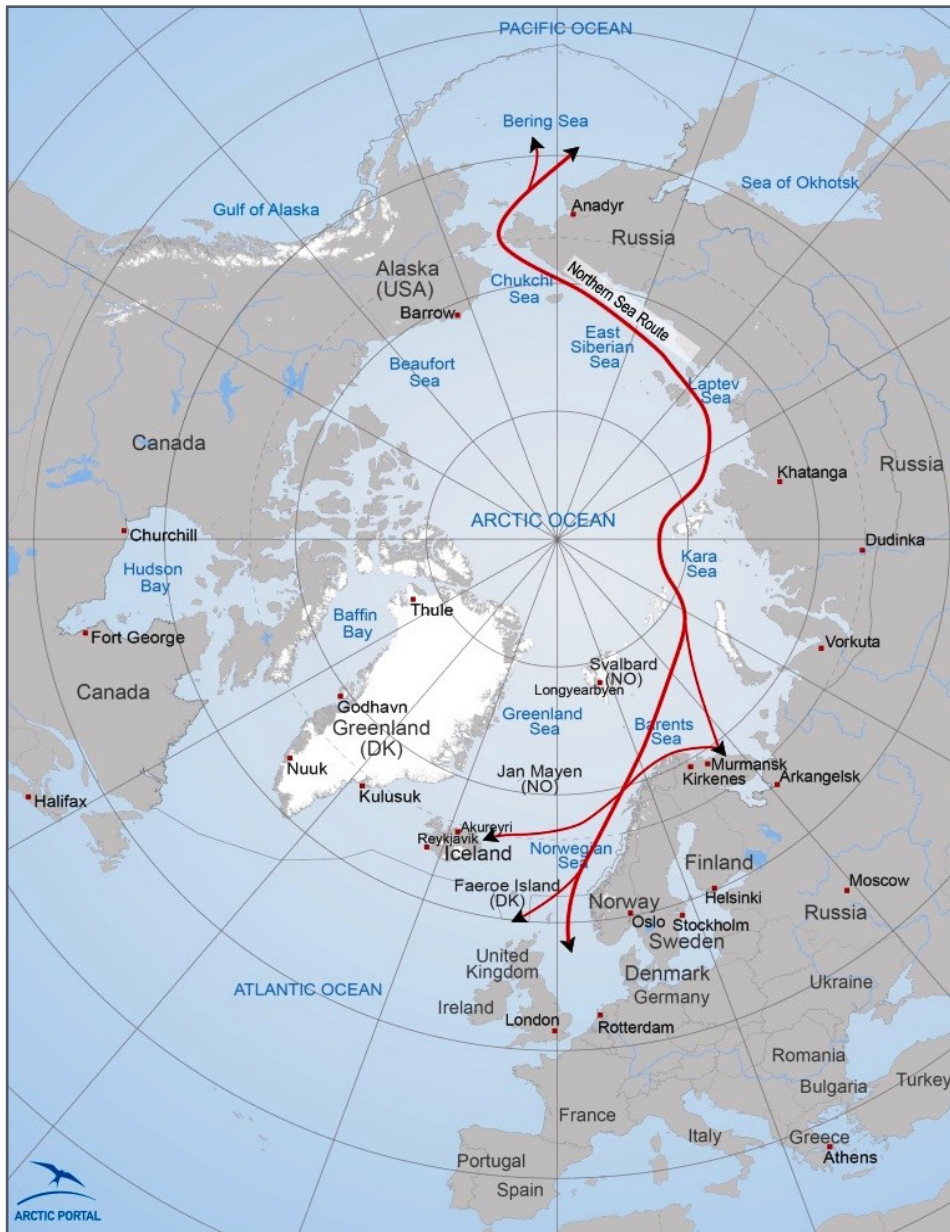 PACIFIC OCEAN
Bering Sea
Sea of Okhotsk
Gulf of Alaska
Anadyr
Russia
Alaska
(USA)
Northern Sea Route
Chukchi
Sea
Barrow
East
Siberian
Sea
Beaufort
Sea
Laptev
Sea
Canada
Khatanga
Russia
ARCTIC OCEAN
Churchill
Dudinka
Kara
Sea
Hudson
Bay
Baffin
Bay
Thule
Fort George
Vorkuta
Svalbard
(NO)
Longyearbyen
Canada
Godhavn
Greenland
(DK)
Greenland
Sea
Barents
Sea
Nuuk
Jan Mayen
(NO)
Murmansk
Kirkenes
Arkangelsk
Kulusuk
Halifax
Akureyri
Reykjavik
Iceland
Norwegian
Sea
Finland
Faeroe Island
(DK)
Helsinki
Moscow
Norway
Russia
Oslo
Stockholm
Sweden
United
Kingdom
Denmark
Germany
Ukraine
ATLANTIC OCEAN
Ireland
London
Rotterdam
Romania
Bulgaria
Turkey
France
Italy
Greece
Athens
Portugal
Spain
ARCTIC PORTAL